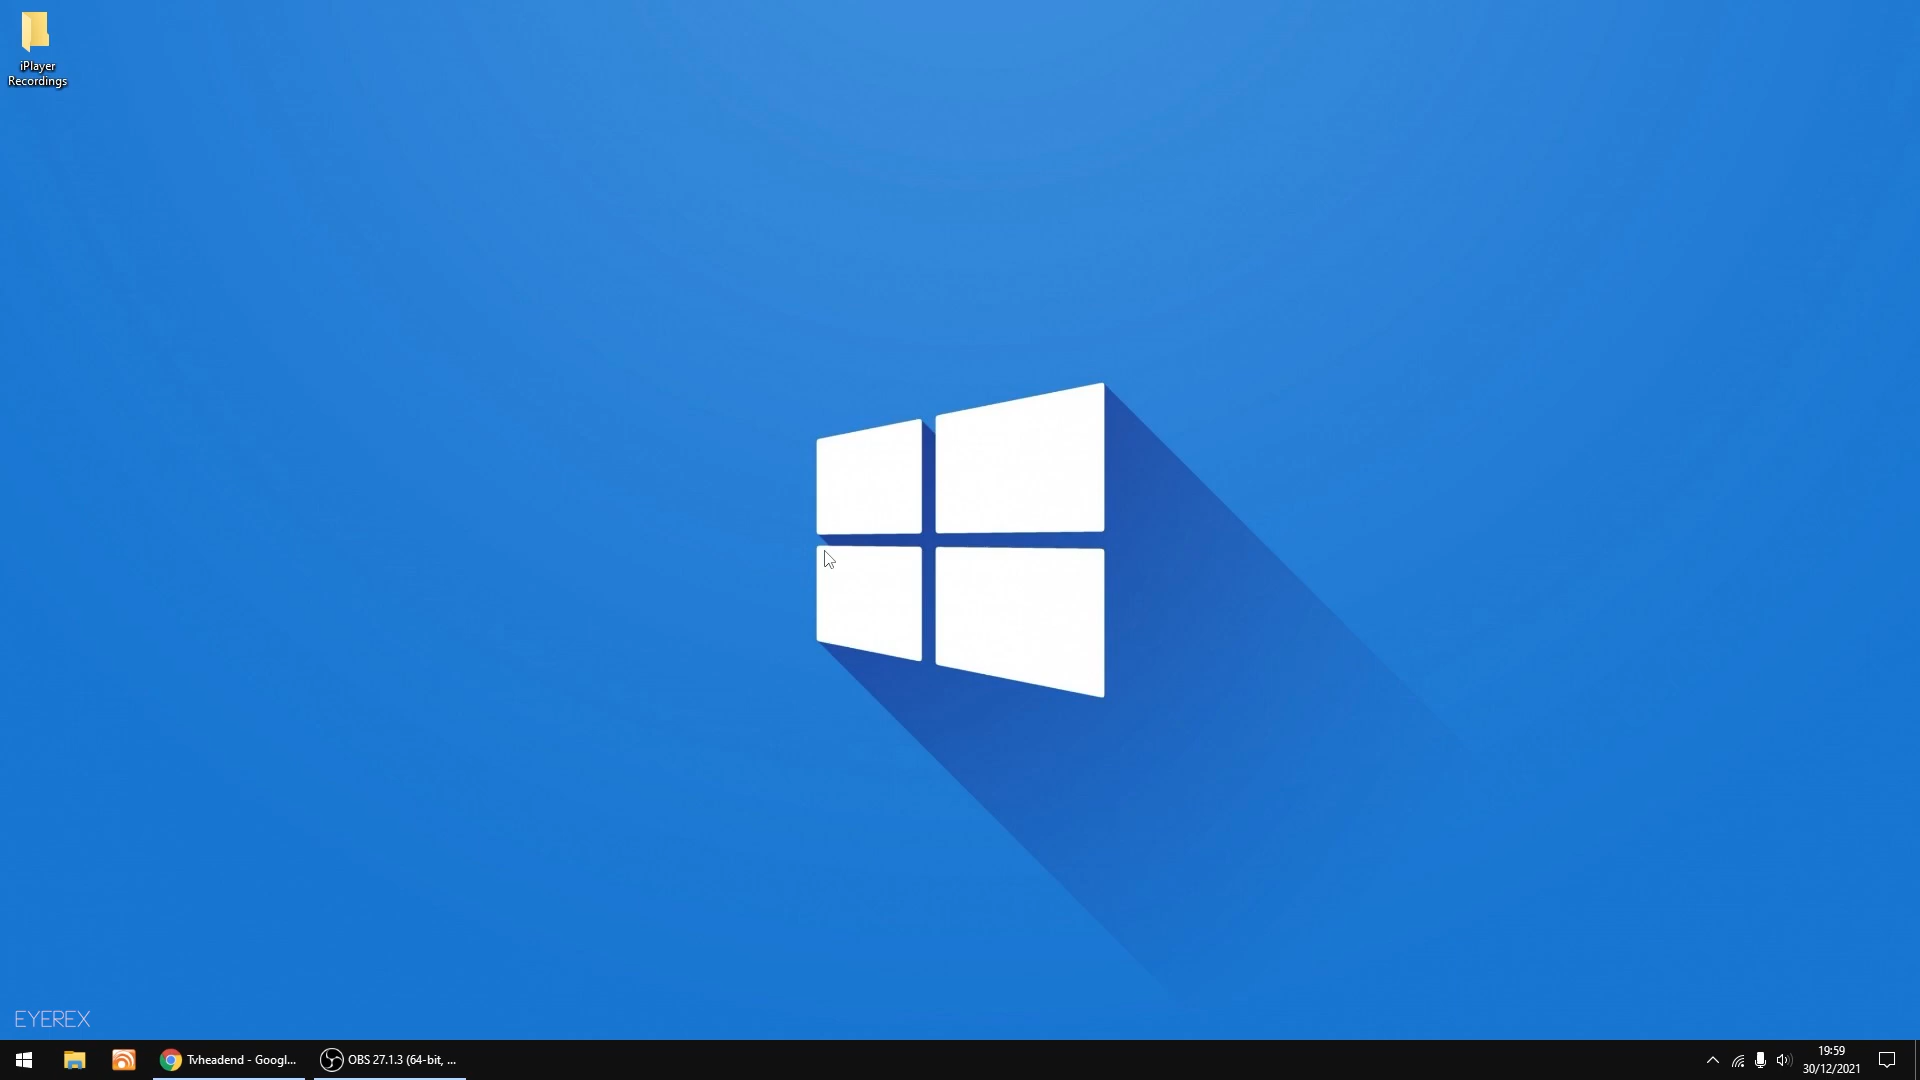 iPlayer
Recordings
EYEREX
Tvheadend - Googl...
OBS 27.1.3 (64-bit, ...
19:59
30/12/2021